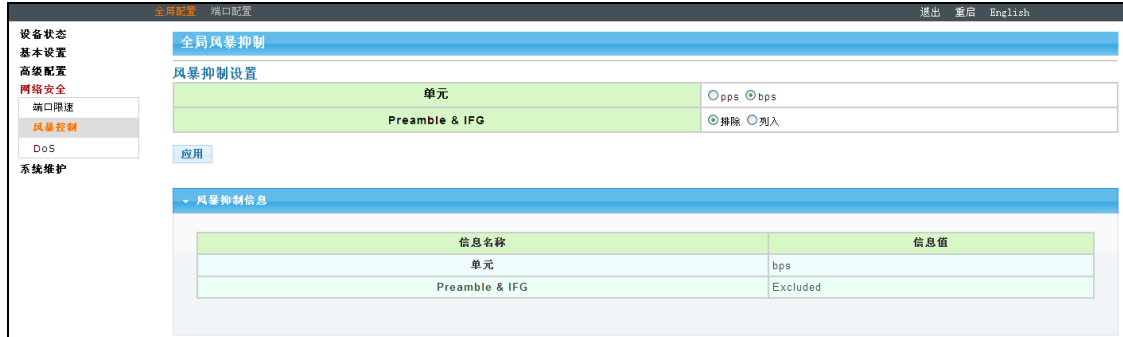 全局配置 端口配置 退出 重启 English
设备状态
基本设置
高级配置
网络安全
端口限速
风暴控制
DoS
系统维护
全局风暴抑制
风暴抑制设置
单元 pps bps
Preamble & IFG 排除 列入
应用
风暴抑制信息
信息名称 信息值
单元 bps
Preamble & IFG Excluded